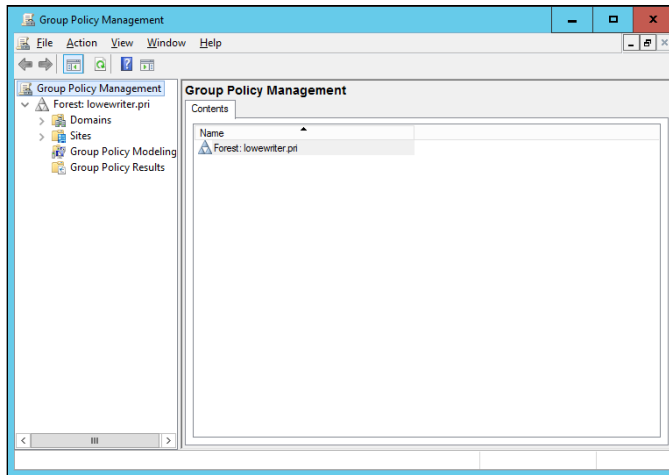 Group Policy Management
File Action View Window Help
Group Policy Management
Forest: lowewriter.pri
Domains
Sites
Group Policy Modeling
Group Policy Results
Group Policy Management
Contents
Name
Forest: lowewriter.pri